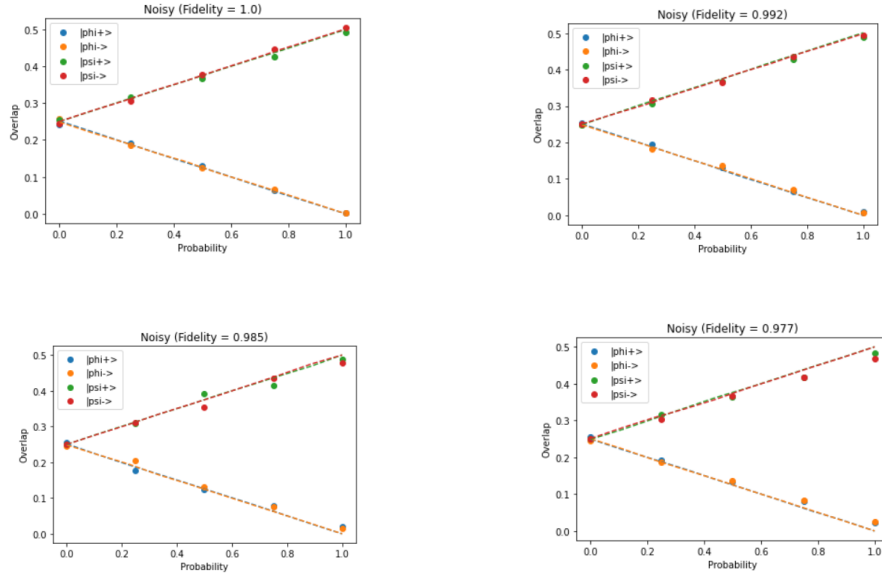 Noisy (Fidelity = 1.0)
|phi+>
|phi->
|psi+>
|psi->
0.5
0.4
0.3
0.2
0.1
0.0
Overlap
0.0 0.2 0.4 0.6 0.8 1.0
Probability
Noisy (Fidelity = 0.992)
|phi+>
|phi->
|psi+>
|psi->
0.5
0.4
0.3
0.2
0.1
0.0
Overlap
0.0 0.2 0.4 0.6 0.8 1.0
Probability
Noisy (Fidelity = 0.985)
|phi+>
|phi->
|psi+>
|psi->
0.5
0.4
0.3
0.2
0.1
0.0
Overlap
0.0 0.2 0.4 0.6 0.8 1.0
Probability
Noisy (Fidelity = 0.977)
|phi+>
|phi->
|psi+>
|psi->
0.5
0.4
0.3
0.2
0.1
0.0
Overlap
0.0 0.2 0.4 0.6 0.8 1.0
Probability